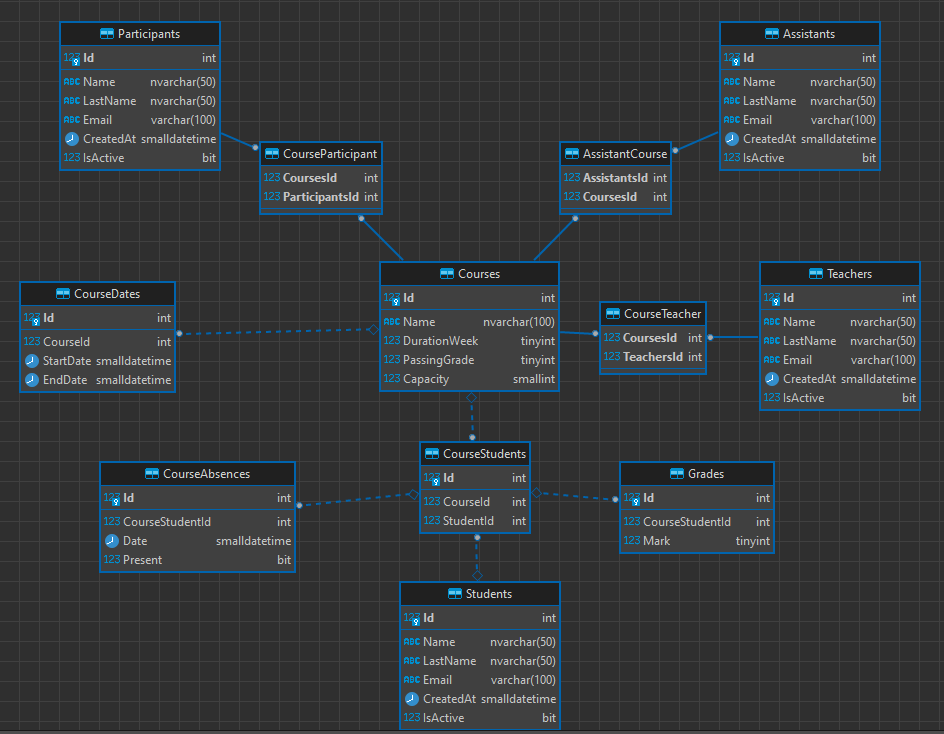 Participants
123 Id int
ABC Name nvarchar(50)
ABC LastName nvarchar(50)
ABC Email varchar(100)
CreatedAt smalldatetime
123 IsActive bit
Assistants
123 Id int
ABC Name nvarchar(50)
ABC LastName nvarchar(50)
ABC Email varchar(100)
CreatedAt smalldatetime
123 IsActive bit
CourseParticipant
123 CoursesId int
123 ParticipantsId int
AssistantCourse
123 AssistantsId int
123 CoursesId int
CourseDates
123 Id int
123 CourseId int
StartDate smalldatetime
EndDate smalldatetime
Courses
123 Id int
ABC Name nvarchar(100)
123 DurationWeek tinyint
123 PassingGrade tinyint
123 Capacity smallint
CourseTeacher
123 CoursesId int
123 TeachersId int
Teachers
123 Id int
ABC Name nvarchar(50)
ABC LastName nvarchar(50)
ABC Email varchar(100)
CreatedAt smalldatetime
123 IsActive bit
CourseAbsences
123 Id int
123 CourseStudentId int
Date smalldatetime
123 Present bit
CourseStudents
123 Id int
123 CourseId int
123 StudentId int
Grades
123 Id int
123 CourseStudentId int
123 Mark tinyint
Students
123 Id int
ABC Name nvarchar(50)
ABC LastName nvarchar(50)
ABC Email varchar(100)
CreatedAt smalldatetime
123 IsActive bit